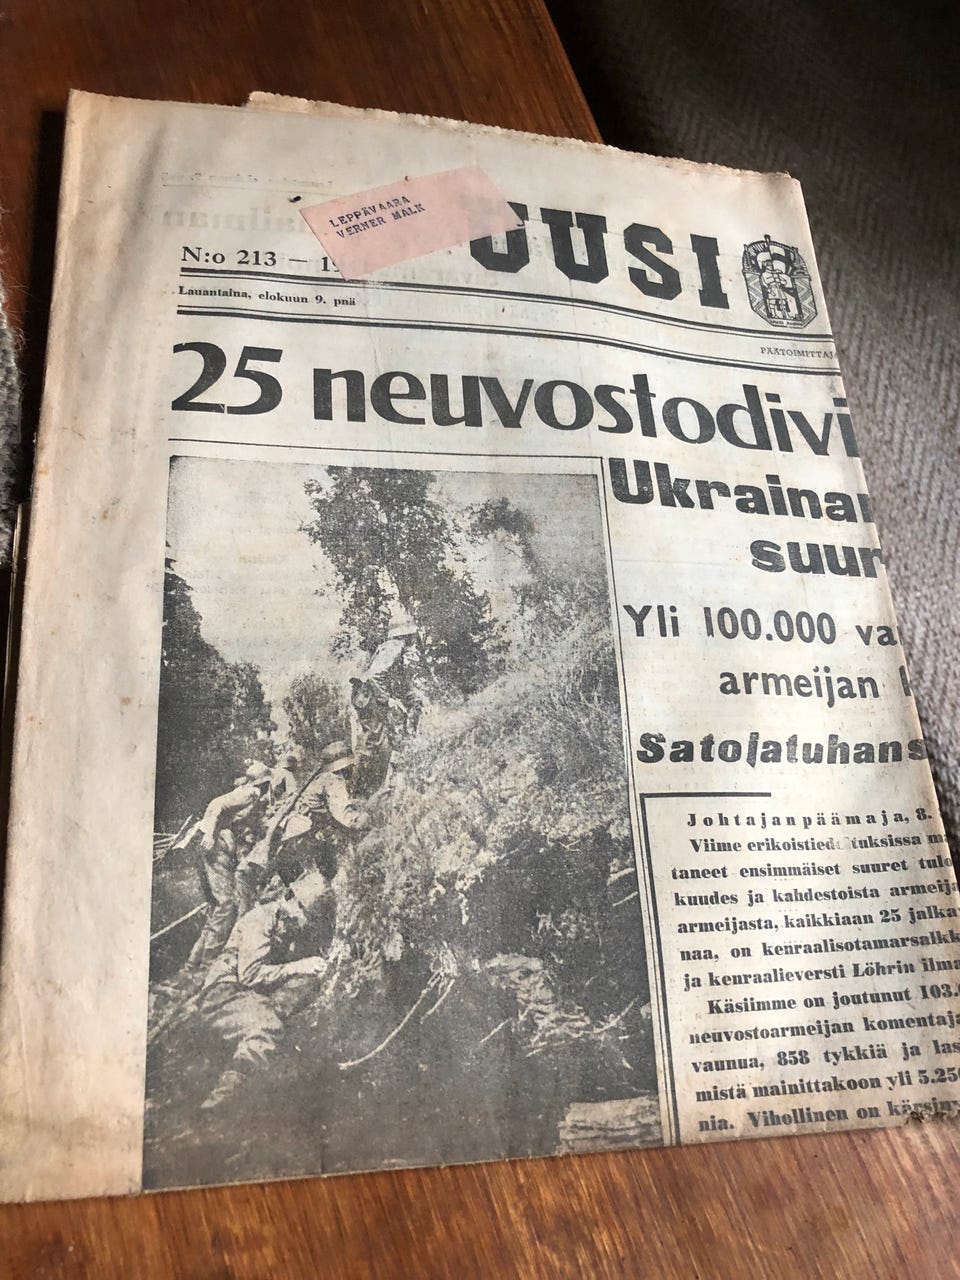 LEPPÄVAARA
VERNER MALK
UUSI
N:o 213 — 1
Lauantaina, elokuun 9. pnä
PÄÄTOIMITTAJ
25 neuvostodivi
Ukrainan
suur
Yli 100.000 va
armeijan
Satojatuhans
Johtajanpäämaja, 8.
Viime erikoistied tuksissa
taneet ensimmäiset suuret tulo
kuudes ja kahdestoista armeija
armeijasta, kaikkiaan 25 jalka
naa, on kenraalisotamarsalkk
ja kenraalieversti Löhrin ilma
Käsiimme on joutunut 103.
neuvostoarmeijan komentaja
vaunua, 858 tykkiä ja las
mistä mainittakoon yli 5.250
nia. Vihollinen on kärsiny